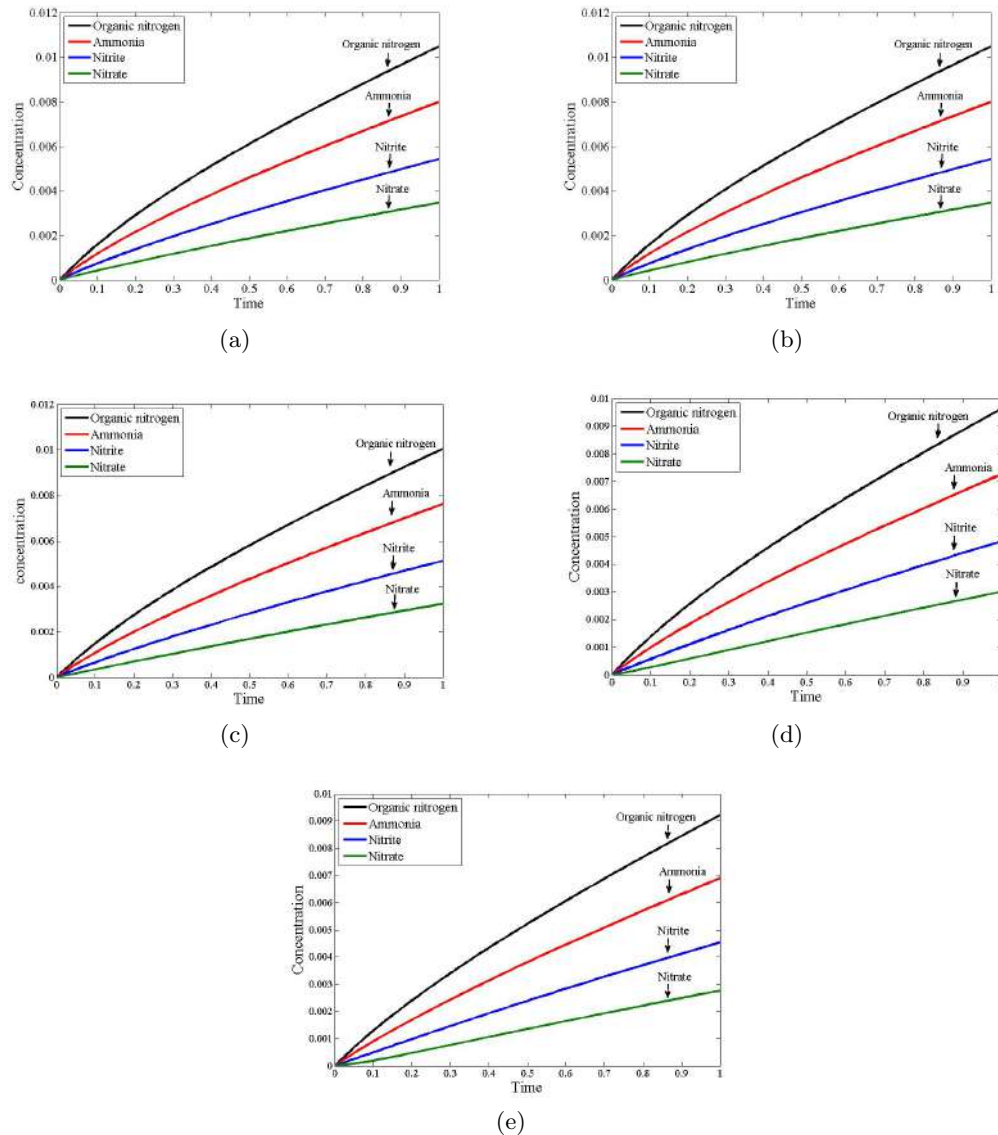 0.012
0.01
0.008
0.006
0.004
0.002
0
Concentration
Organic nitrogen
Ammonia
Nitrite
Nitrate
Organic nitrogen
Ammonia
Nitrite
Nitrate
0 0.1 0.2 0.3 0.4 0.5 0.6 0.7 0.8 0.9 1
Time
(a)
0.012
0.01
0.008
0.006
0.004
0.002
0
Concentration
Organic nitrogen
Ammonia
Nitrite
Nitrate
Organic nitrogen
Ammonia
Nitrite
Nitrate
0 0.1 0.2 0.3 0.4 0.5 0.6 0.7 0.8 0.9 1
Time
(b)
0.012
0.01
0.008
0.006
0.004
0.002
0
concentration
Organic nitrogen
Ammonia
Nitrite
Nitrate
Organic nitrogen
Ammonia
Nitrite
Nitrate
0 0.1 0.2 0.3 0.4 0.5 0.6 0.7 0.8 0.9 1
Time
(c)
0.01
0.009
0.008
0.007
0.006
0.005
0.004
0.003
0.002
0.001
0
Concentration
Organic nitrogen
Ammonia
Nitrite
Nitrate
Organic nitrogen
Ammonia
Nitrite
Nitrate
0 0.1 0.2 0.3 0.4 0.5 0.6 0.7 0.8 0.9
Time
(d)
0.01
0.009
0.008
0.007
0.006
0.005
0.004
0.003
0.002
0.001
0
Concentration
Organic nitrogen
Ammonia
Nitrite
Nitrate
Organic nitrogen
Ammonia
Nitrite
Nitrate
0 0.1 0.2 0.3 0.4 0.5 0.6 0.7 0.8 0.9 1
Time
(e)